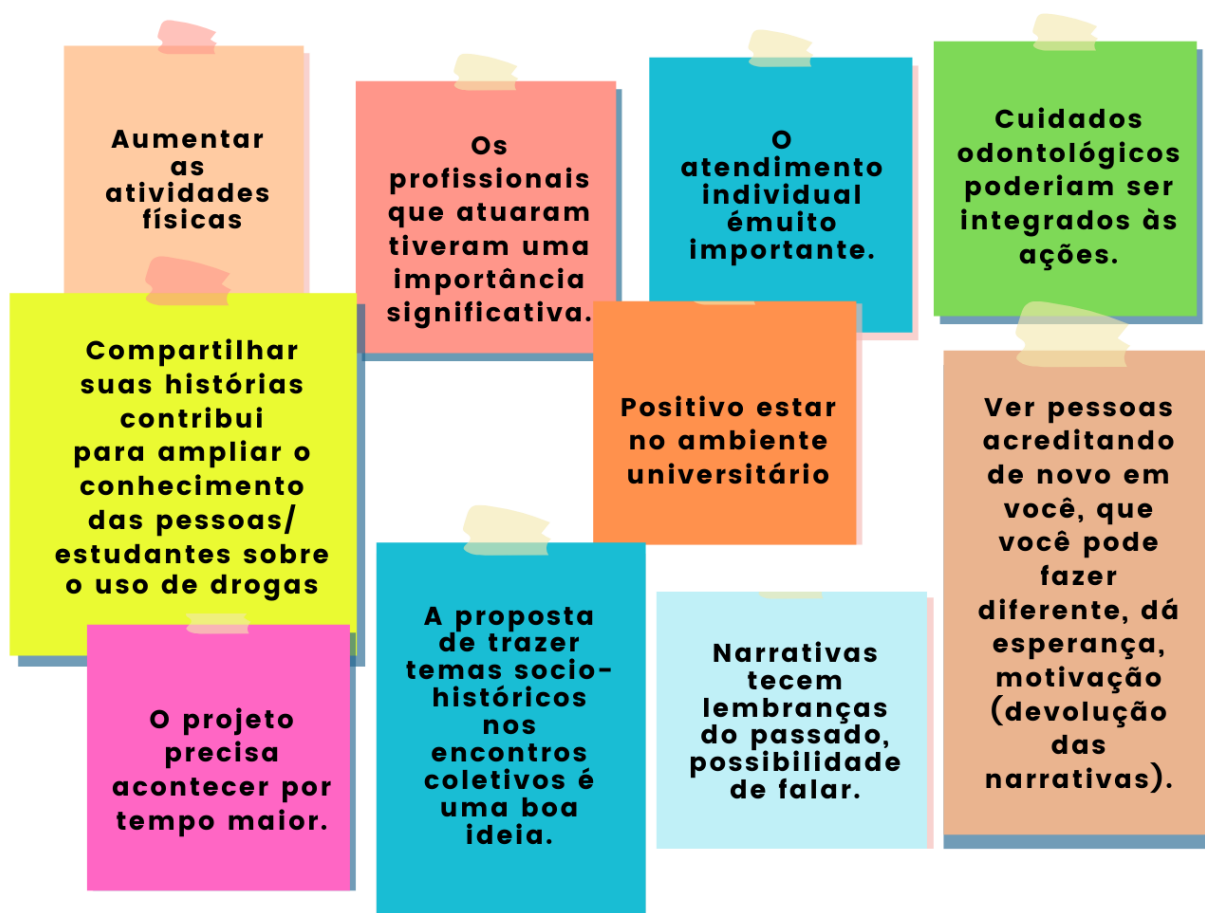 Aumentar
as
atividades
físicas
Os
profissionais
que atuaram
tiveram uma
importância
significativa.
O
atendimento
individual
émuito
importante.
Cuidados
odontológicos
poderiam ser
integrados às
ações.
Compartilhar
suas histórias
contribui
para ampliar o
conhecimento
das pessoas/
estudantes sobre
o uso de drogas
Positivo estar
no ambiente
universitário
Ver pessoas
acreditando
de novo em
você, que
você pode
fazer
diferente, dá
esperança,
motivação
(devolução
das
narrativas).
O projeto
precisa
acontecer por
tempo maior.
A proposta
de trazer
temas socio-
históricos
nos
encontros
coletivos é
uma boa
ideia.
Narrativas
tecem
lembranças
do passado,
possibilidade
de falar.